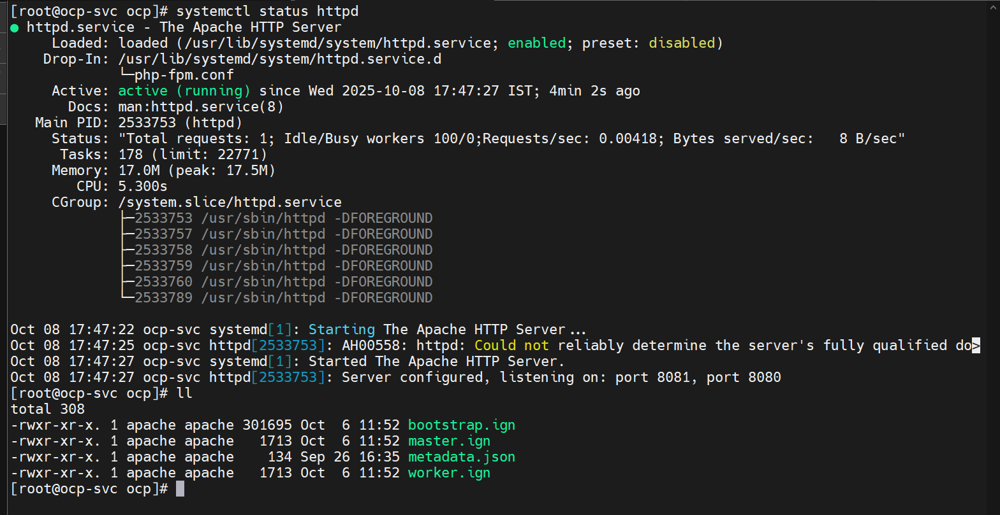 [root@ocp-svc ocp]# systemctl status httpd
● httpd.service - The Apache HTTP Server
     Loaded: loaded (/usr/lib/systemd/system/httpd.service; enabled; preset: disabled)
    Drop-In: /usr/lib/systemd/system/httpd.service.d
             └─php-fpm.conf
     Active: active (running) since Wed 2025-10-08 17:47:27 IST; 4min 2s ago
       Docs: man:httpd.service(8)
   Main PID: 2533753 (httpd)
     Status: "Total requests: 1; Idle/Busy workers 100/0;Requests/sec: 0.00418; Bytes served/sec:   8 B/sec"
      Tasks: 178 (limit: 22771)
     Memory: 17.0M (peak: 17.5M)
        CPU: 5.300s
     CGroup: /system.slice/httpd.service
             ├─2533753 /usr/sbin/httpd -DFOREGROUND
             ├─2533757 /usr/sbin/httpd -DFOREGROUND
             ├─2533758 /usr/sbin/httpd -DFOREGROUND
             ├─2533759 /usr/sbin/httpd -DFOREGROUND
             ├─2533760 /usr/sbin/httpd -DFOREGROUND
             └─2533789 /usr/sbin/httpd -DFOREGROUND

Oct 08 17:47:22 ocp-svc systemd[1]: Starting The Apache HTTP Server...
Oct 08 17:47:25 ocp-svc httpd[2533753]: AH00558: httpd: Could not reliably determine the server's fully qualified do>
Oct 08 17:47:27 ocp-svc systemd[1]: Started The Apache HTTP Server.
Oct 08 17:47:27 ocp-svc httpd[2533753]: Server configured, listening on: port 8081, port 8080
[root@ocp-svc ocp]# ll
total 308
-rwxr-xr-x. 1 apache apache 301695 Oct  6 11:52 bootstrap.ign
-rwxr-xr-x. 1 apache apache   1713 Oct  6 11:52 master.ign
-rwxr-xr-x. 1 apache apache    134 Sep 26 16:35 metadata.json
-rwxr-xr-x. 1 apache apache   1713 Oct  6 11:52 worker.ign
[root@ocp-svc ocp]#